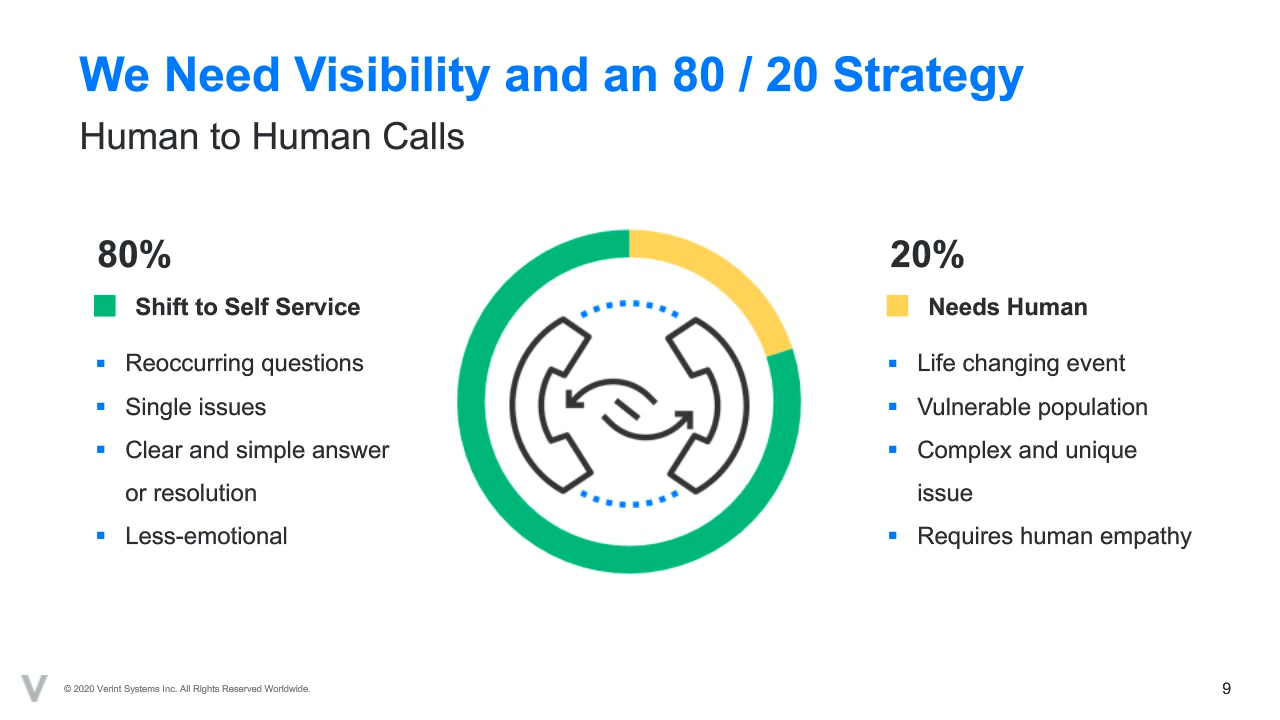 We Need Visibility and an 80 / 20 Strategy
Human to Human Calls
80%
Shift to Self Service
Reoccurring questions
Single issues
Clear and simple answer
or resolution
Less-emotional
20%
Needs Human
Life changing event
Vulnerable population
Complex and unique
issue
Requires human empathy
© 2020 Verint Systems Inc. All Rights Reserved Worldwide.
9